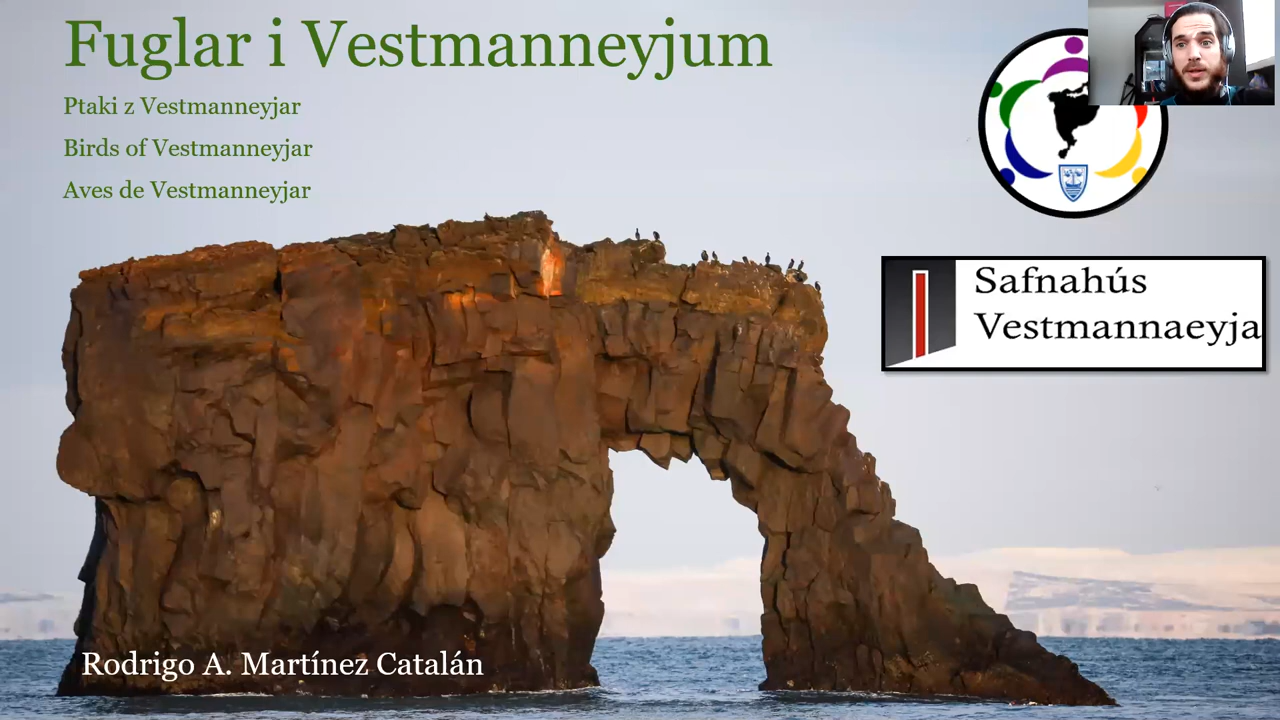 Fuglar i Vestmanneyjum
Ptaki z Vestmanneyjar
Birds of Vestmanneyjar
Aves de Vestmanneyjar
Safnahús
Vestmannaeyja
Rodrigo A. Martínez Catalán